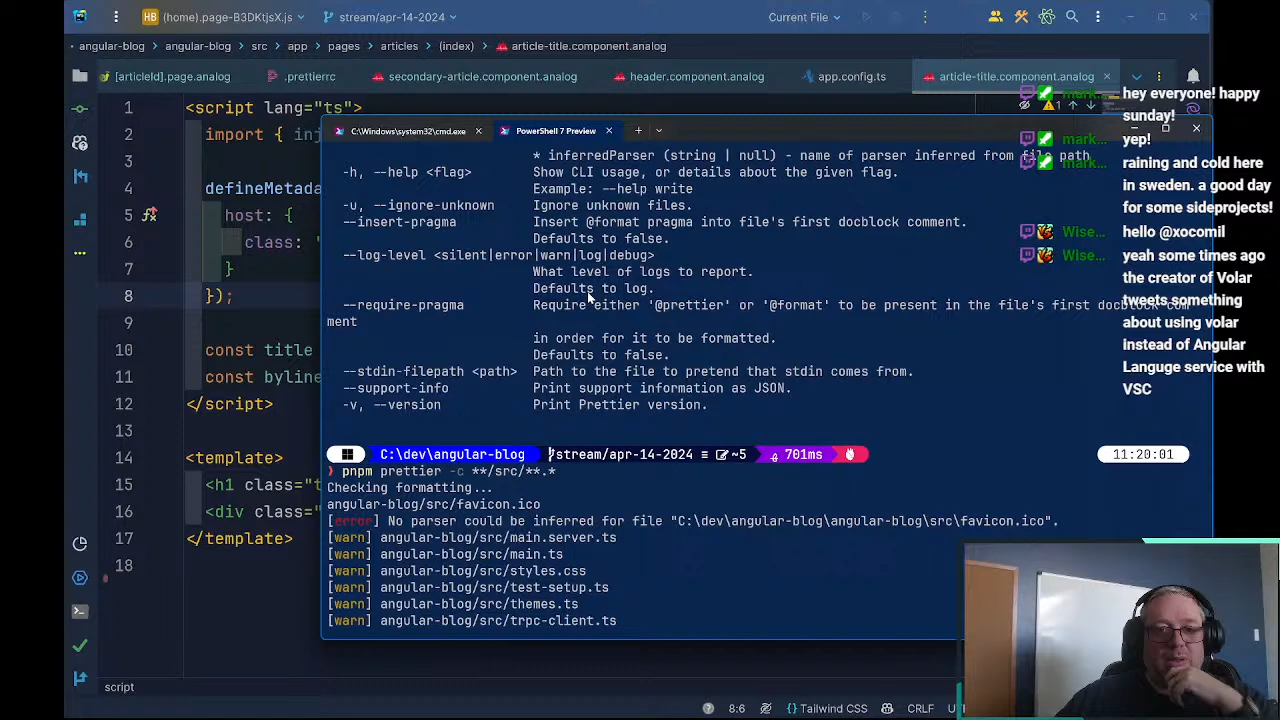 HB (home).page-B3DKtjsX.js
stream/apr-14-2024
Current File
angular-blog
angular-blog
src
app
pages
articles
(index)
article-title.component.analog
[articleId].page.analog
.prettierrc
secondary-article.component.analog
header.component.analog
app.config.ts
article-title.component.analog
1 <script lang="ts">
2 import { inj
3
4 defineMetada
5 host: {
6 class: '
7 }
8 });
9
10 const title
11 const byline
12 </script>
13
14 <template>
15 <h1 class="t
16 <div class="
17 </template>
18
1
C:\Windows\system32\cmd.exe
PowerShell 7 Preview
* inferredParser (string | null) - name of parser inferred from file path
-h, --help <flag> Show CLI usage, or details about the given flag.
Example: --help write
-u, --ignore-unknown Ignore unknown files.
--insert-pragma Insert @format pragma into file's first docblock comment.
Defaults to false.
--log-level <silent|error|warn|log|debug>
What level of logs to report.
Defaults to log.
--require-pragma Require either '@prettier' or '@format' to be present in the file's first docblock com
ment
in order for it to be formatted.
Defaults to false.
--stdin-filepath <path> Path to the file to pretend that stdin comes from.
--support-info Print support information as JSON.
-v, --version Print Prettier version.
C:\dev\angular-blog stream/apr-14-2024 ≡ ~5 701ms 11:20:01
❯ pnpm prettier -c **/src/**.*
Checking formatting...
angular-blog/src/favicon.ico
[error] No parser could be inferred for file "C:\dev\angular-blog\angular-blog\src\favicon.ico".
[warn] angular-blog/src/main.server.ts
[warn] angular-blog/src/main.ts
[warn] angular-blog/src/styles.css
[warn] angular-blog/src/test-setup.ts
[warn] angular-blog/src/themes.ts
[warn] angular-blog/src/trpc-client.ts
mark...
hey everyone! happy
sunday!
mark...
yep!
mark...
raining and cold here
in sweden. a good day
for some sideprojects!
Wise...
hello @xocomil
Wise...
yeah some times ago
the creator of Volar
tweets something
about using volar
instead of Angular
Languge service with
VSC
script
8:6
Tailwind CSS
CRLF